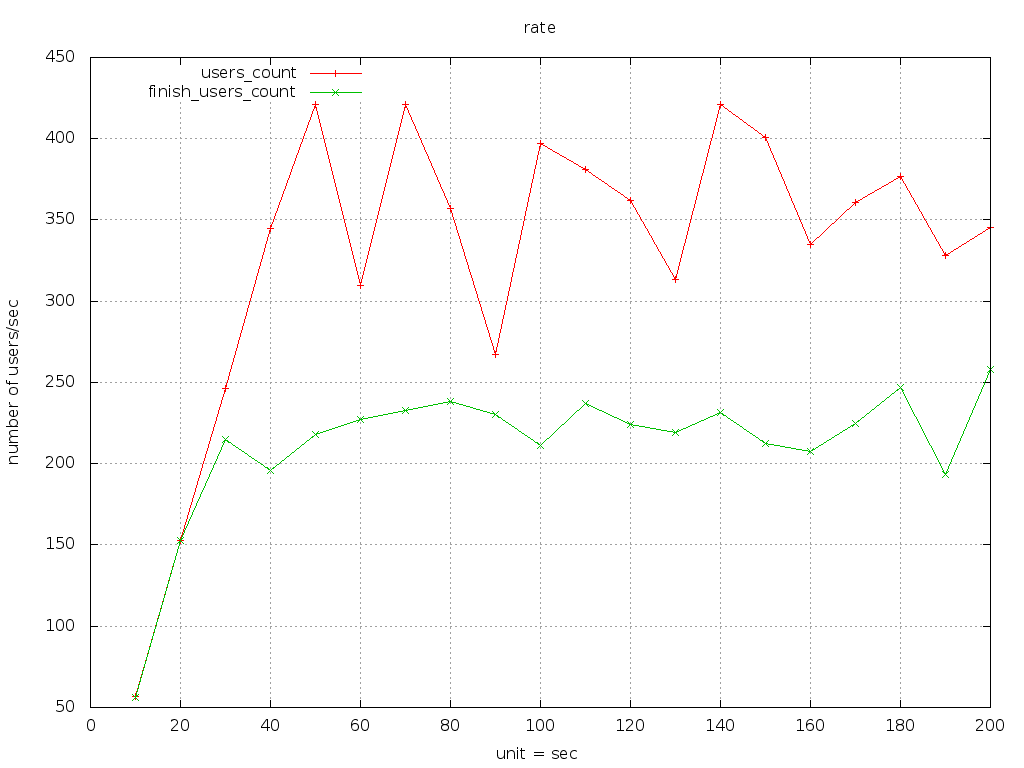 rate
users_count
finish_users_count
450
400
350
300
250
200
150
100
50
number of users/sec
0 20 40 60 80 100 120 140 160 180 200
unit = sec